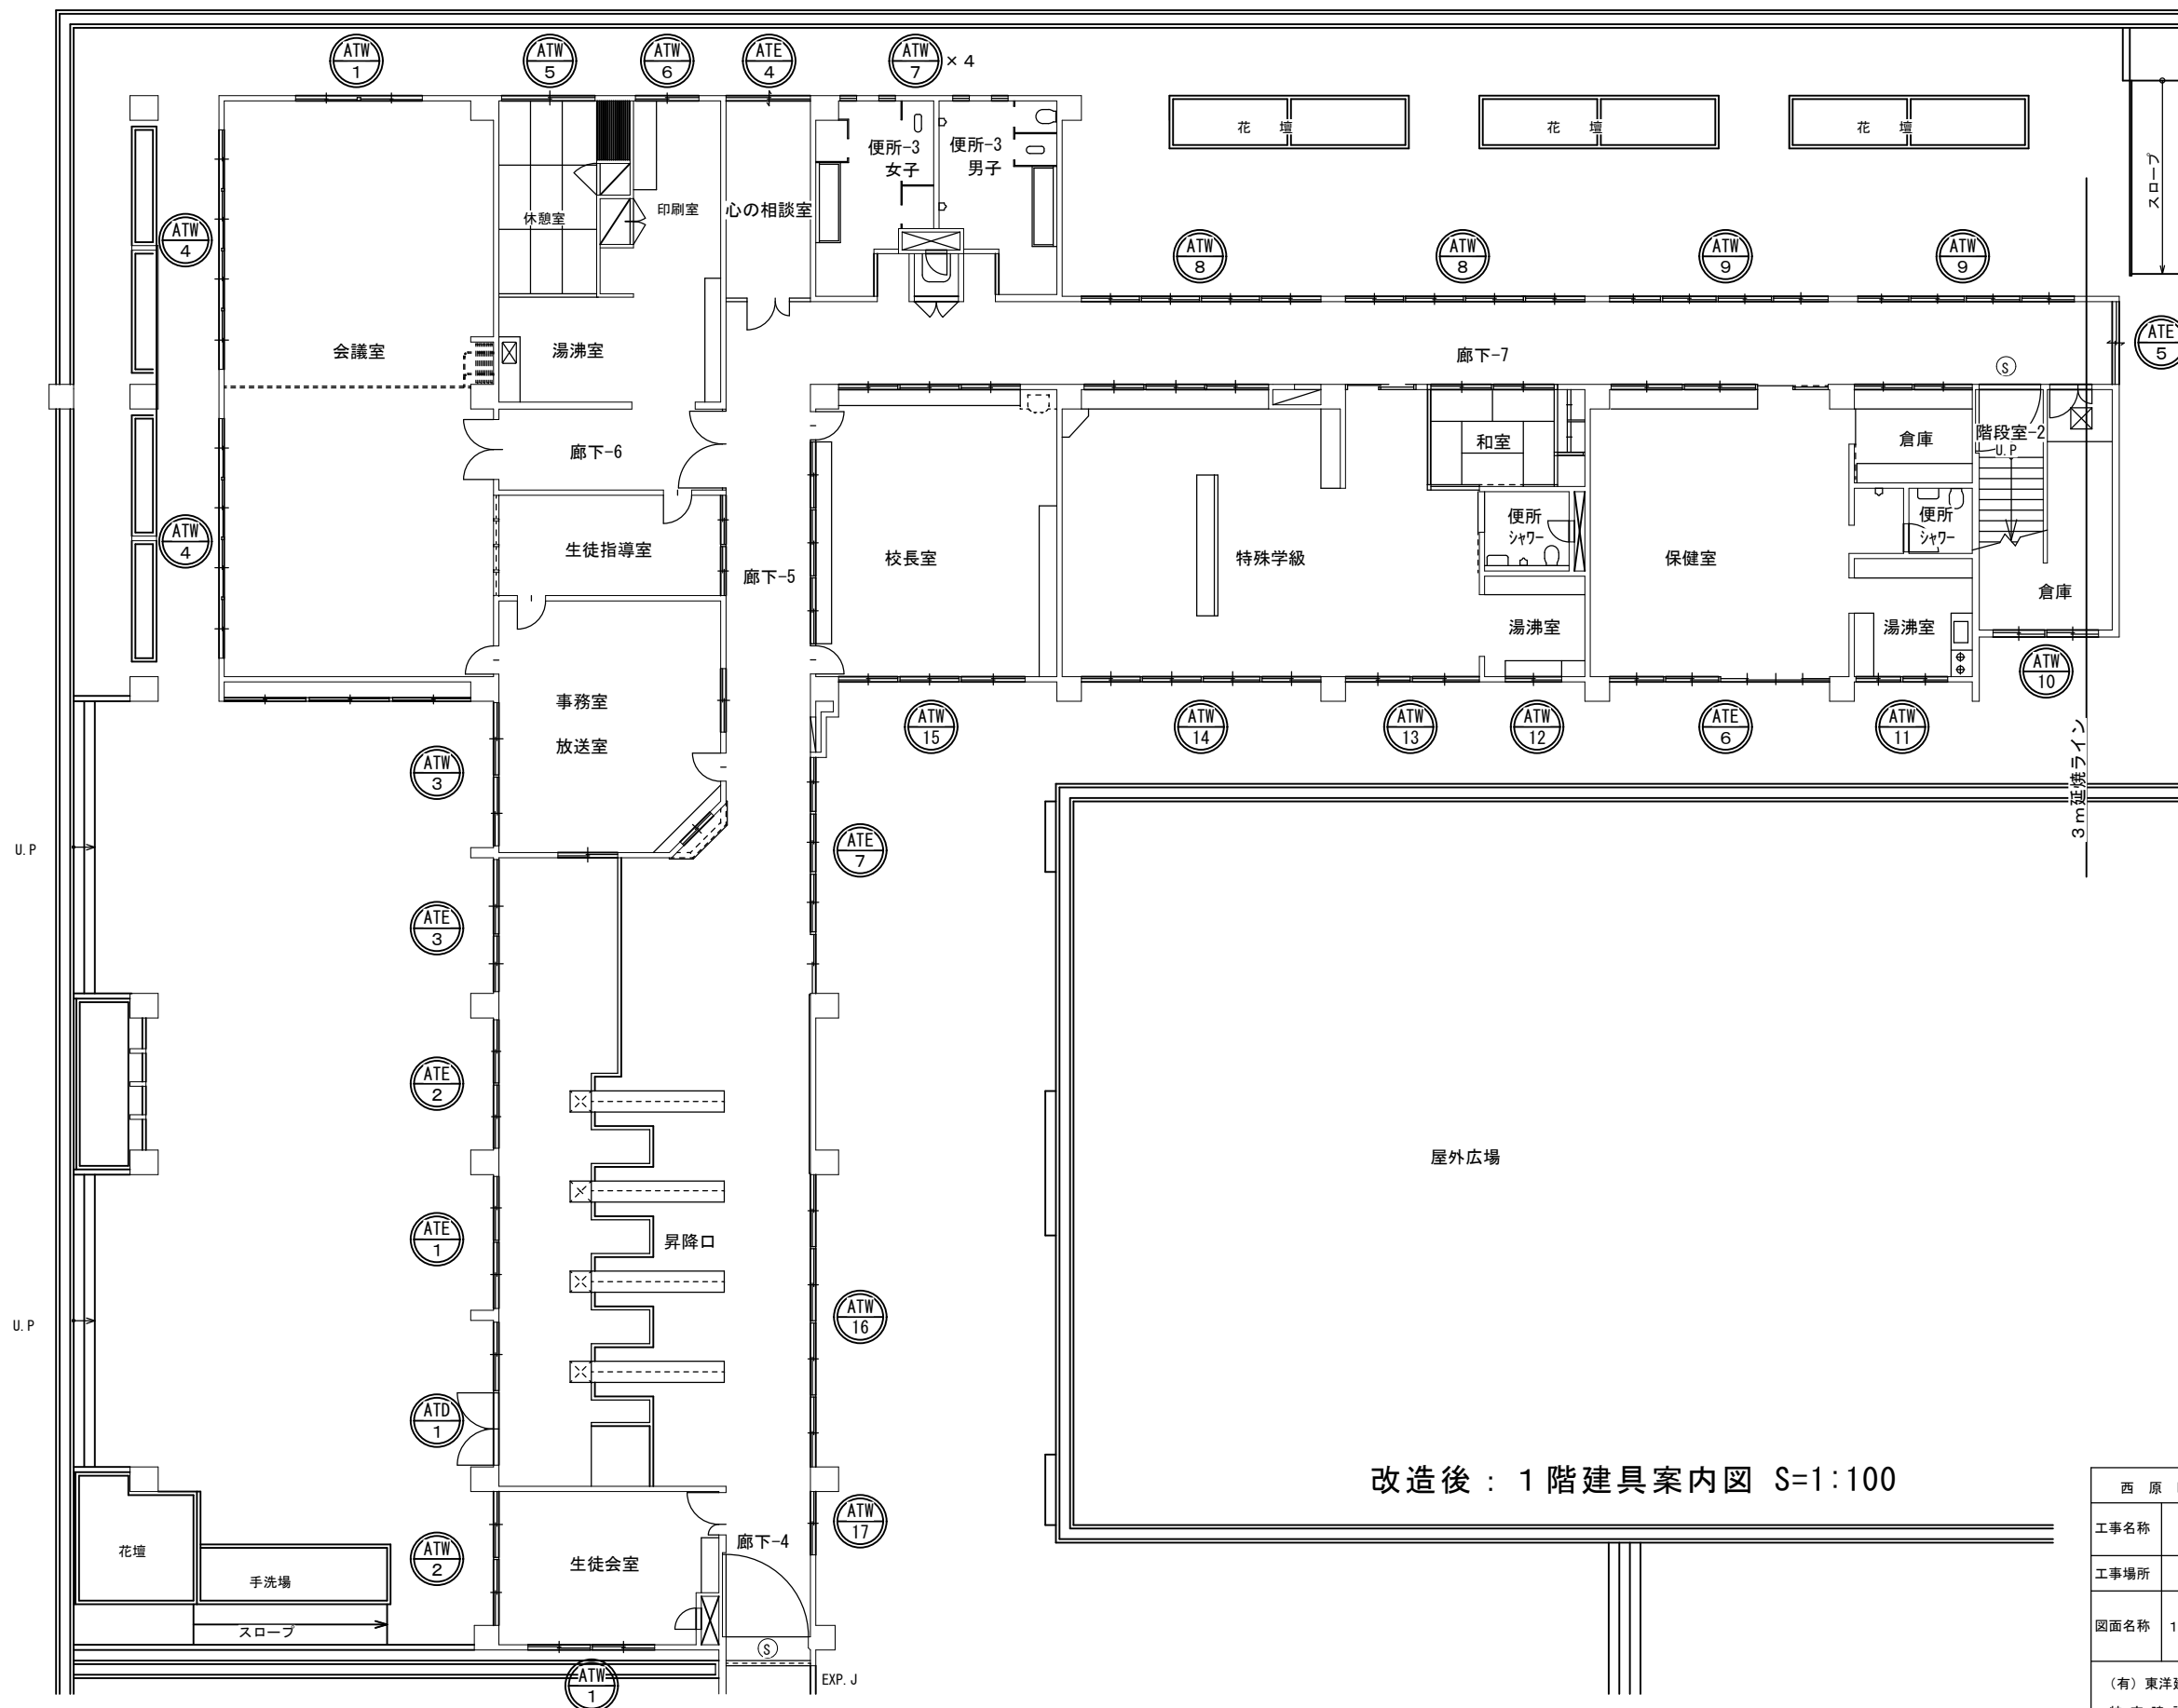 ATW
1
ATW
5
ATW
6
ATE
4
ATW
7
× 4
花 壇
花 壇
花 壇
スロープ
便所-3
女子
便所-3
男子
休憩室
印刷室
心の相談室
ATW
4
ATW
8
ATW
8
ATW
9
ATW
9
ATE
5
会議室
湯沸室
廊下-7
S
廊下-6
和室
倉庫
階段室-2
U.P
ATW
4
生徒指導室
廊下-5
校長室
特殊学級
便所
シャワー
保健室
便所
シャワー
倉庫
湯沸室
湯沸室
事務室
放送室
ATW
10
ATW
15
ATW
14
ATW
13
ATW
12
ATE
6
ATW
11
3m延焼ライン
ATW
3
U.P
ATE
7
ATE
3
ATE
2
屋外広場
ATE
1
昇降口
U.P
ATW
16
ATD
1
改造後：１階建具案内図 S=1:100
西 原
工事名称
工事場所
図面名称 1
(有) 東洋
ATW
17
廊下-4
花壇
手洗場
スロープ
ATW
2
生徒会室
S
ATW
1
EXP.J